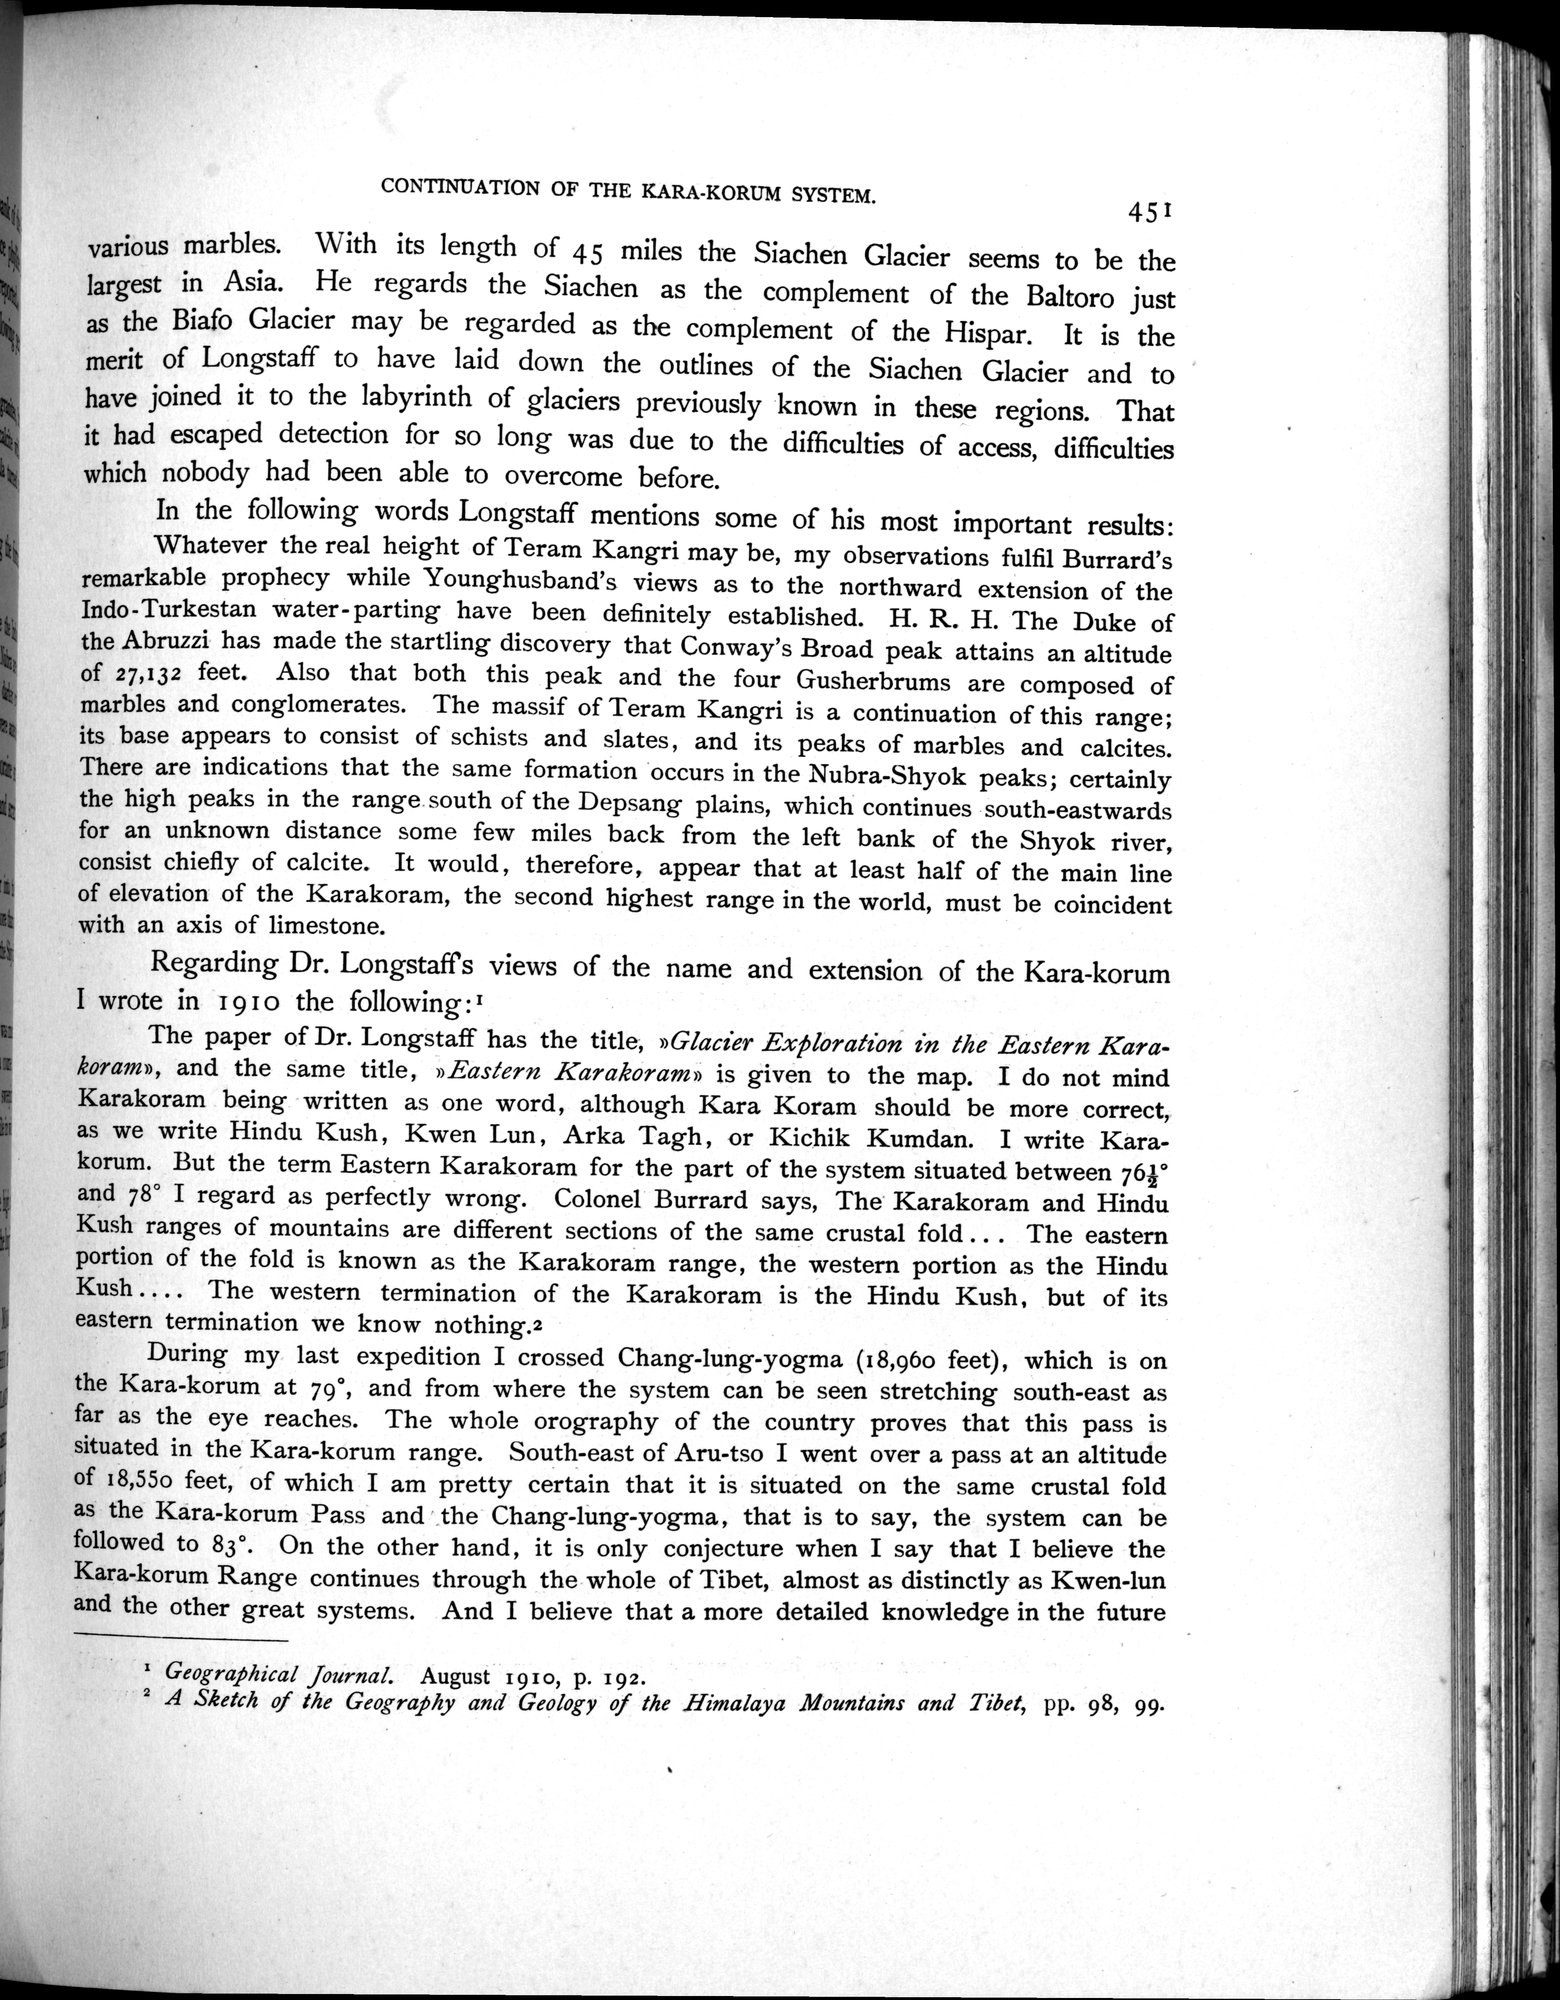 CONTINUATION OF THE KARA-KORUM SYSTEM.
451
various marbles. With its length of 45 miles the Siachen Glacier seems to be the
largest in Asia. He regards the Siachen as the complement of the Baltoro just
as the Biafo Glacier may be regarded as the complement of the Hispar. It is the
merit of Longstaff to have laid down the outlines of the Siachen Glacier and to
have joined it to the labyrinth of glaciers previously known in these regions. That
it had escaped detection for so long was due to the difficulties of access, difficulties
which nobody had been able to overcome before.
In the following words Longstaff mentions some of his most important results:
Whatever the real height of Teram Kangri may be, my observations fulfil Burrard's
remarkable prophecy while Younghusband's views as to the northward extension of the
Indo-Turkestan water-parting have been definitely established. H. R. H. The Duke of
the Abruzzi has made the startling discovery that Conway's Broad peak attains an altitude
of 27,132 feet. Also that both this peak and the four Gusherbrums are composed of
marbles and conglomerates. The massif of Teram Kangri is a continuation of this range;
its base appears to consist of schists and slates, and its peaks of marbles and calcites.
There are indications that the same formation occurs in the Nubra-Shyok peaks; certainly
the high peaks in the range south of the Depsang plains, which continues south-eastwards
for an unknown distance some few miles back from the left bank of the Shyok river,
consist chiefly of calcite. It would, therefore, appear that at least half of the main line
of elevation of the Karakoram, the second highest range in the world, must be coincident
with an axis of limestone.
Regarding Dr. Longstaff's views of the name and extension of the Kara-korum
I wrote in 1910 the following:¹
The paper of Dr. Longstaff has the title, »Glacier Exploration in the Eastern Kara-
koram», and the same title, »Eastern Karakoram» is given to the map. I do not mind
Karakoram being written as one word, although Kara Koram should be more correct,
as we write Hindu Kush, Kwen Lun, Arka Tagh, or Kichik Kumdan. I write Kara-
korum. But the term Eastern Karakoram for the part of the system situated between 76½°
and 78° I regard as perfectly wrong. Colonel Burrard says, The Karakoram and Hindu
Kush ranges of mountains are different sections of the same crustal fold... The eastern
portion of the fold is known as the Karakoram range, the western portion as the Hindu
Kush.... The western termination of the Karakoram is the Hindu Kush, but of its
eastern termination we know nothing.²
During my last expedition I crossed Chang-lung-yogma (18,960 feet), which is on
the Kara-korum at 79°, and from where the system can be seen stretching south-east as
far as the eye reaches. The whole orography of the country proves that this pass is
situated in the Kara-korum range. South-east of Aru-tso I went over a pass at an altitude
of 18,550 feet, of which I am pretty certain that it is situated on the same crustal fold
as the Kara-korum Pass and the Chang-lung-yogma, that is to say, the system can be
followed to 83°. On the other hand, it is only conjecture when I say that I believe the
Kara-korum Range continues through the whole of Tibet, almost as distinctly as Kwen-lun
and the other great systems. And I believe that a more detailed knowledge in the future
¹ Geographical Journal. August 1910, p. 192.
² A Sketch of the Geography and Geology of the Himalaya Mountains and Tibet, pp. 98, 99.